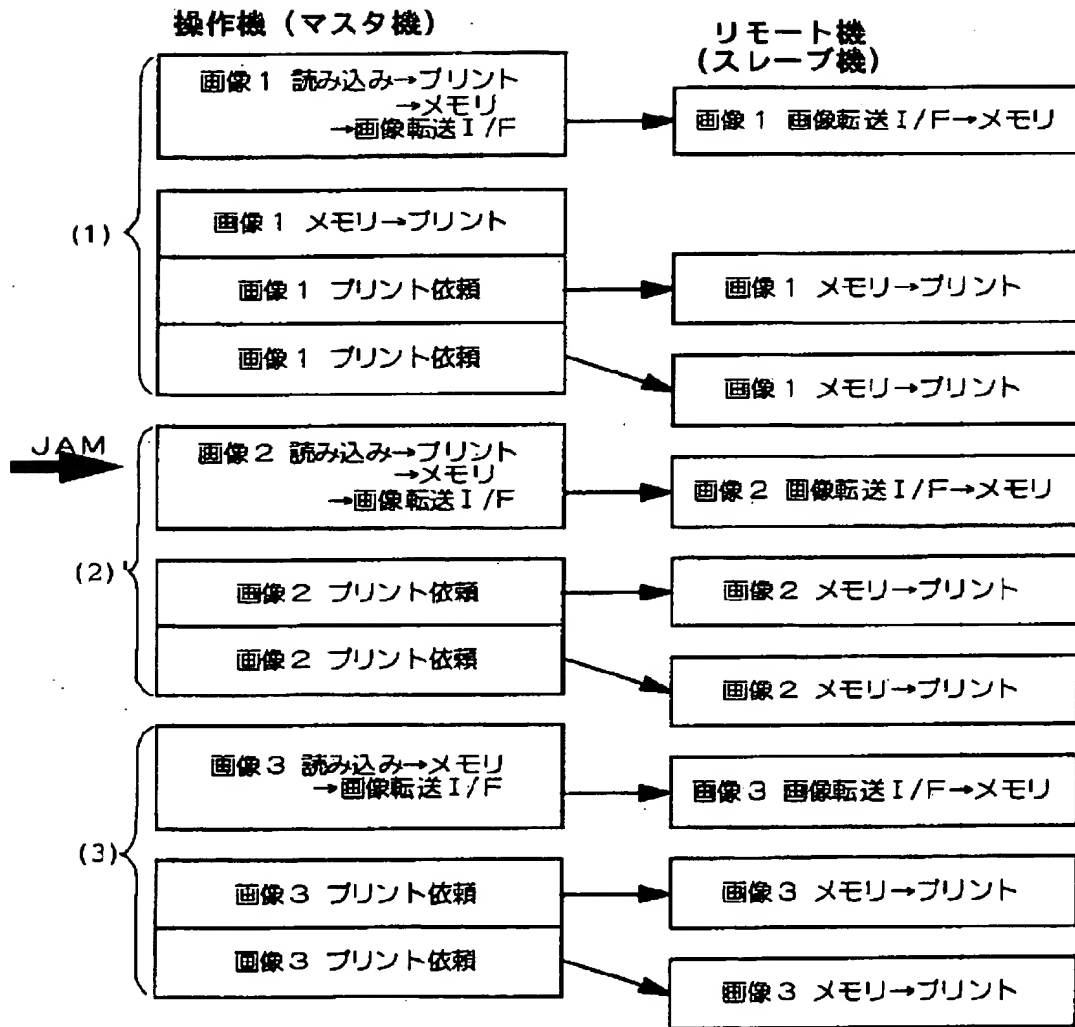 操作機（マスタ機）
リモート機
（スレーブ機）
(1)
画像1 読み込み→プリント
→メモリ
→画像転送I/F
画像1 画像転送I/F→メモリ
画像1 メモリ→プリント
画像1 プリント依頼
画像1 メモリ→プリント
画像1 プリント依頼
画像1 メモリ→プリント
JAM
(2)
画像2 読み込み→プリント
→メモリ
→画像転送I/F
画像2 画像転送I/F→メモリ
画像2 プリント依頼
画像2 メモリ→プリント
画像2 プリント依頼
画像2 メモリ→プリント
(3)
画像3 読み込み→メモリ
→画像転送I/F
画像3 画像転送I/F→メモリ
画像3 プリント依頼
画像3 メモリ→プリント
画像3 プリント依頼
画像3 メモリ→プリント